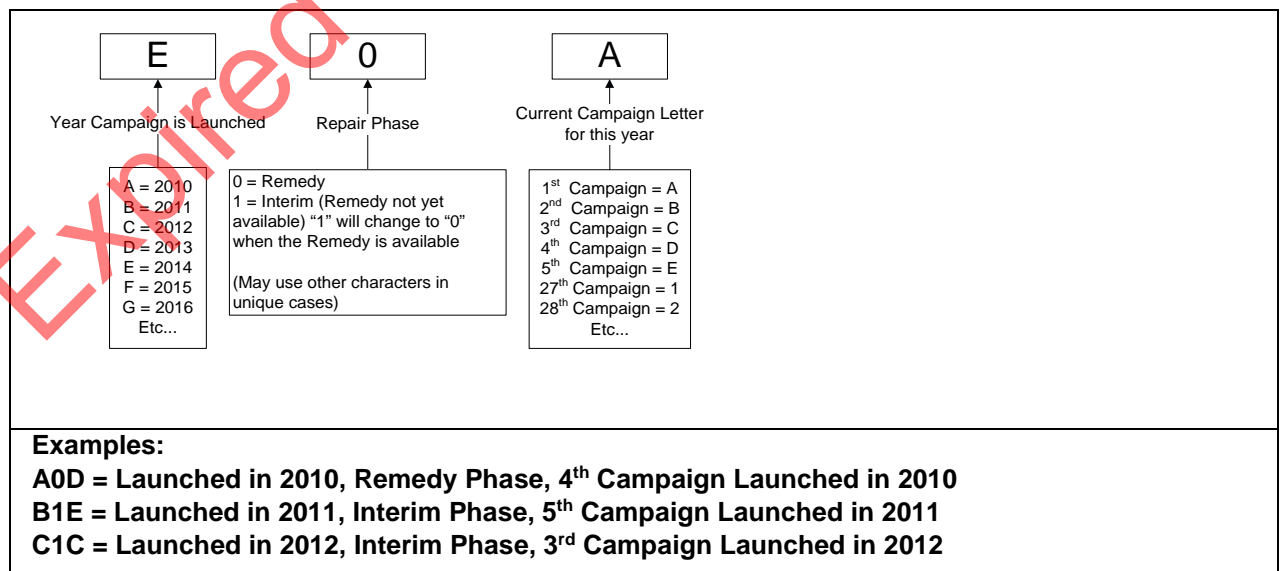 E 0 A
Year Campaign is Launched
Repair Phase
Current Campaign Letter
for this year
A = 2010
B = 2011
C = 2012
D = 2013
E = 2014
F = 2015
G = 2016
Etc...
0 = Remedy
1 = Interim (Remedy not yet
available) “1” will change to “0”
when the Remedy is available
(May use other characters in
unique cases)
1st Campaign = A
2nd Campaign = B
3rd Campaign = C
4th Campaign = D
5th Campaign = E
27th Campaign = 1
28th Campaign = 2
Etc...
Expired
Examples:
A0D = Launched in 2010, Remedy Phase, 4th Campaign Launched in 2010
B1E = Launched in 2011, Interim Phase, 5th Campaign Launched in 2011
C1C = Launched in 2012, Interim Phase, 3rd Campaign Launched in 2012